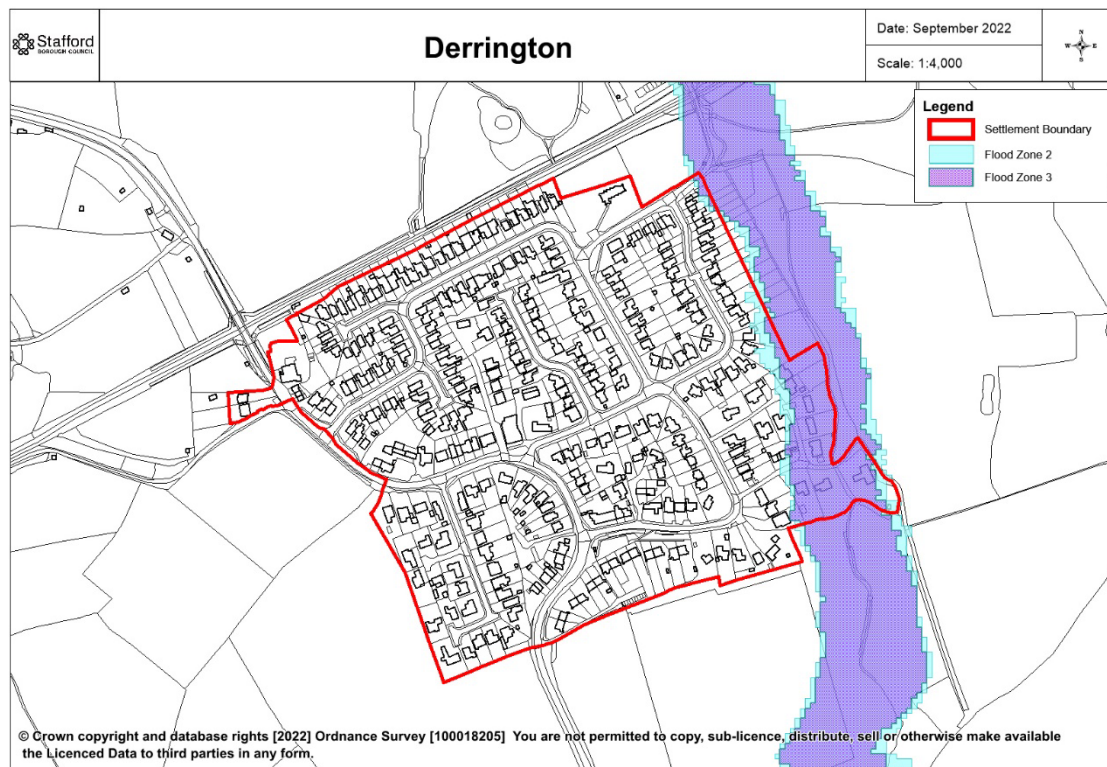 Stafford
BOROUGH COUNCIL
Derrington
Date: September 2022
Scale: 1:4,000
N
W E
S
Legend
Settlement Boundary
Flood Zone 2
Flood Zone 3
© Crown copyright and database rights [2022] Ordnance Survey [100018205] You are not permitted to copy, sub-licence, distribute, sell or otherwise make available
the Licenced Data to third parties in any form.